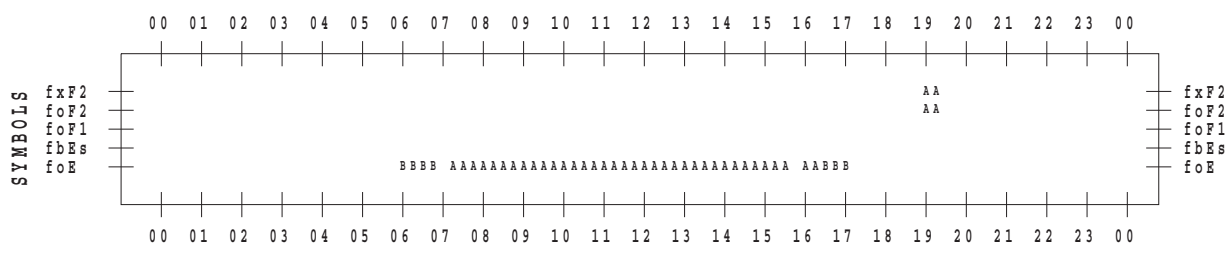 00 01 02 03 04 05 06 07 08 09 10 11 12 13 14 15 16 17 18 19 20 21 22 23 00
SYMBOLS
fxF2 AA fxF2
foF2 AA foF2
foF1 foF1
fbEs fbEs
foE BBBB AAAAAAAAAAAAAAAAAAAAAAAAAAAAAAAAAA AABBB foE
00 01 02 03 04 05 06 07 08 09 10 11 12 13 14 15 16 17 18 19 20 21 22 23 00